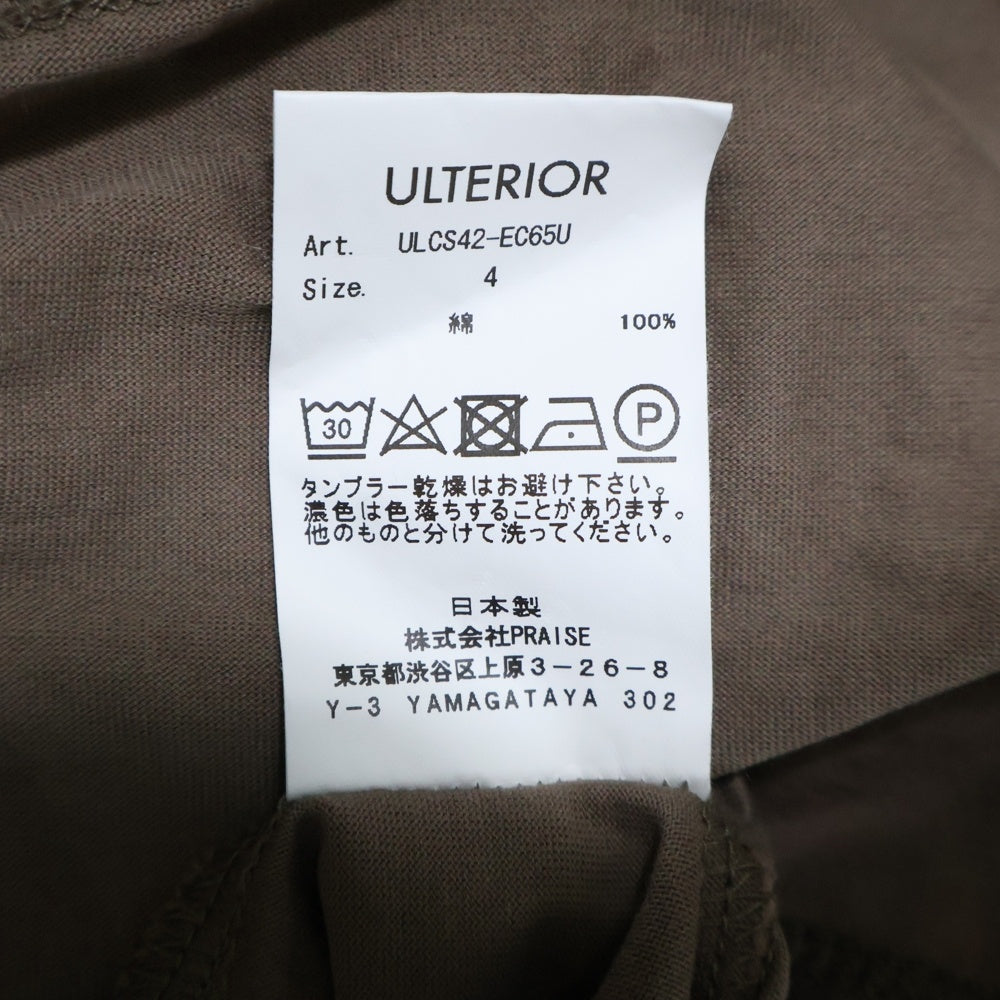 ULTERIOR
Art. ULCS42-EC65U
Size. 4
綿 100%
30 P
タンブラー乾燥はお避け下さい。
濃色は色落ちすることがあります。
他のものと分けて洗ってください。
日本製
株式会社PRAISE
東京都渋谷区上原3-26-8
Y-3 YAMAGATAYA 302